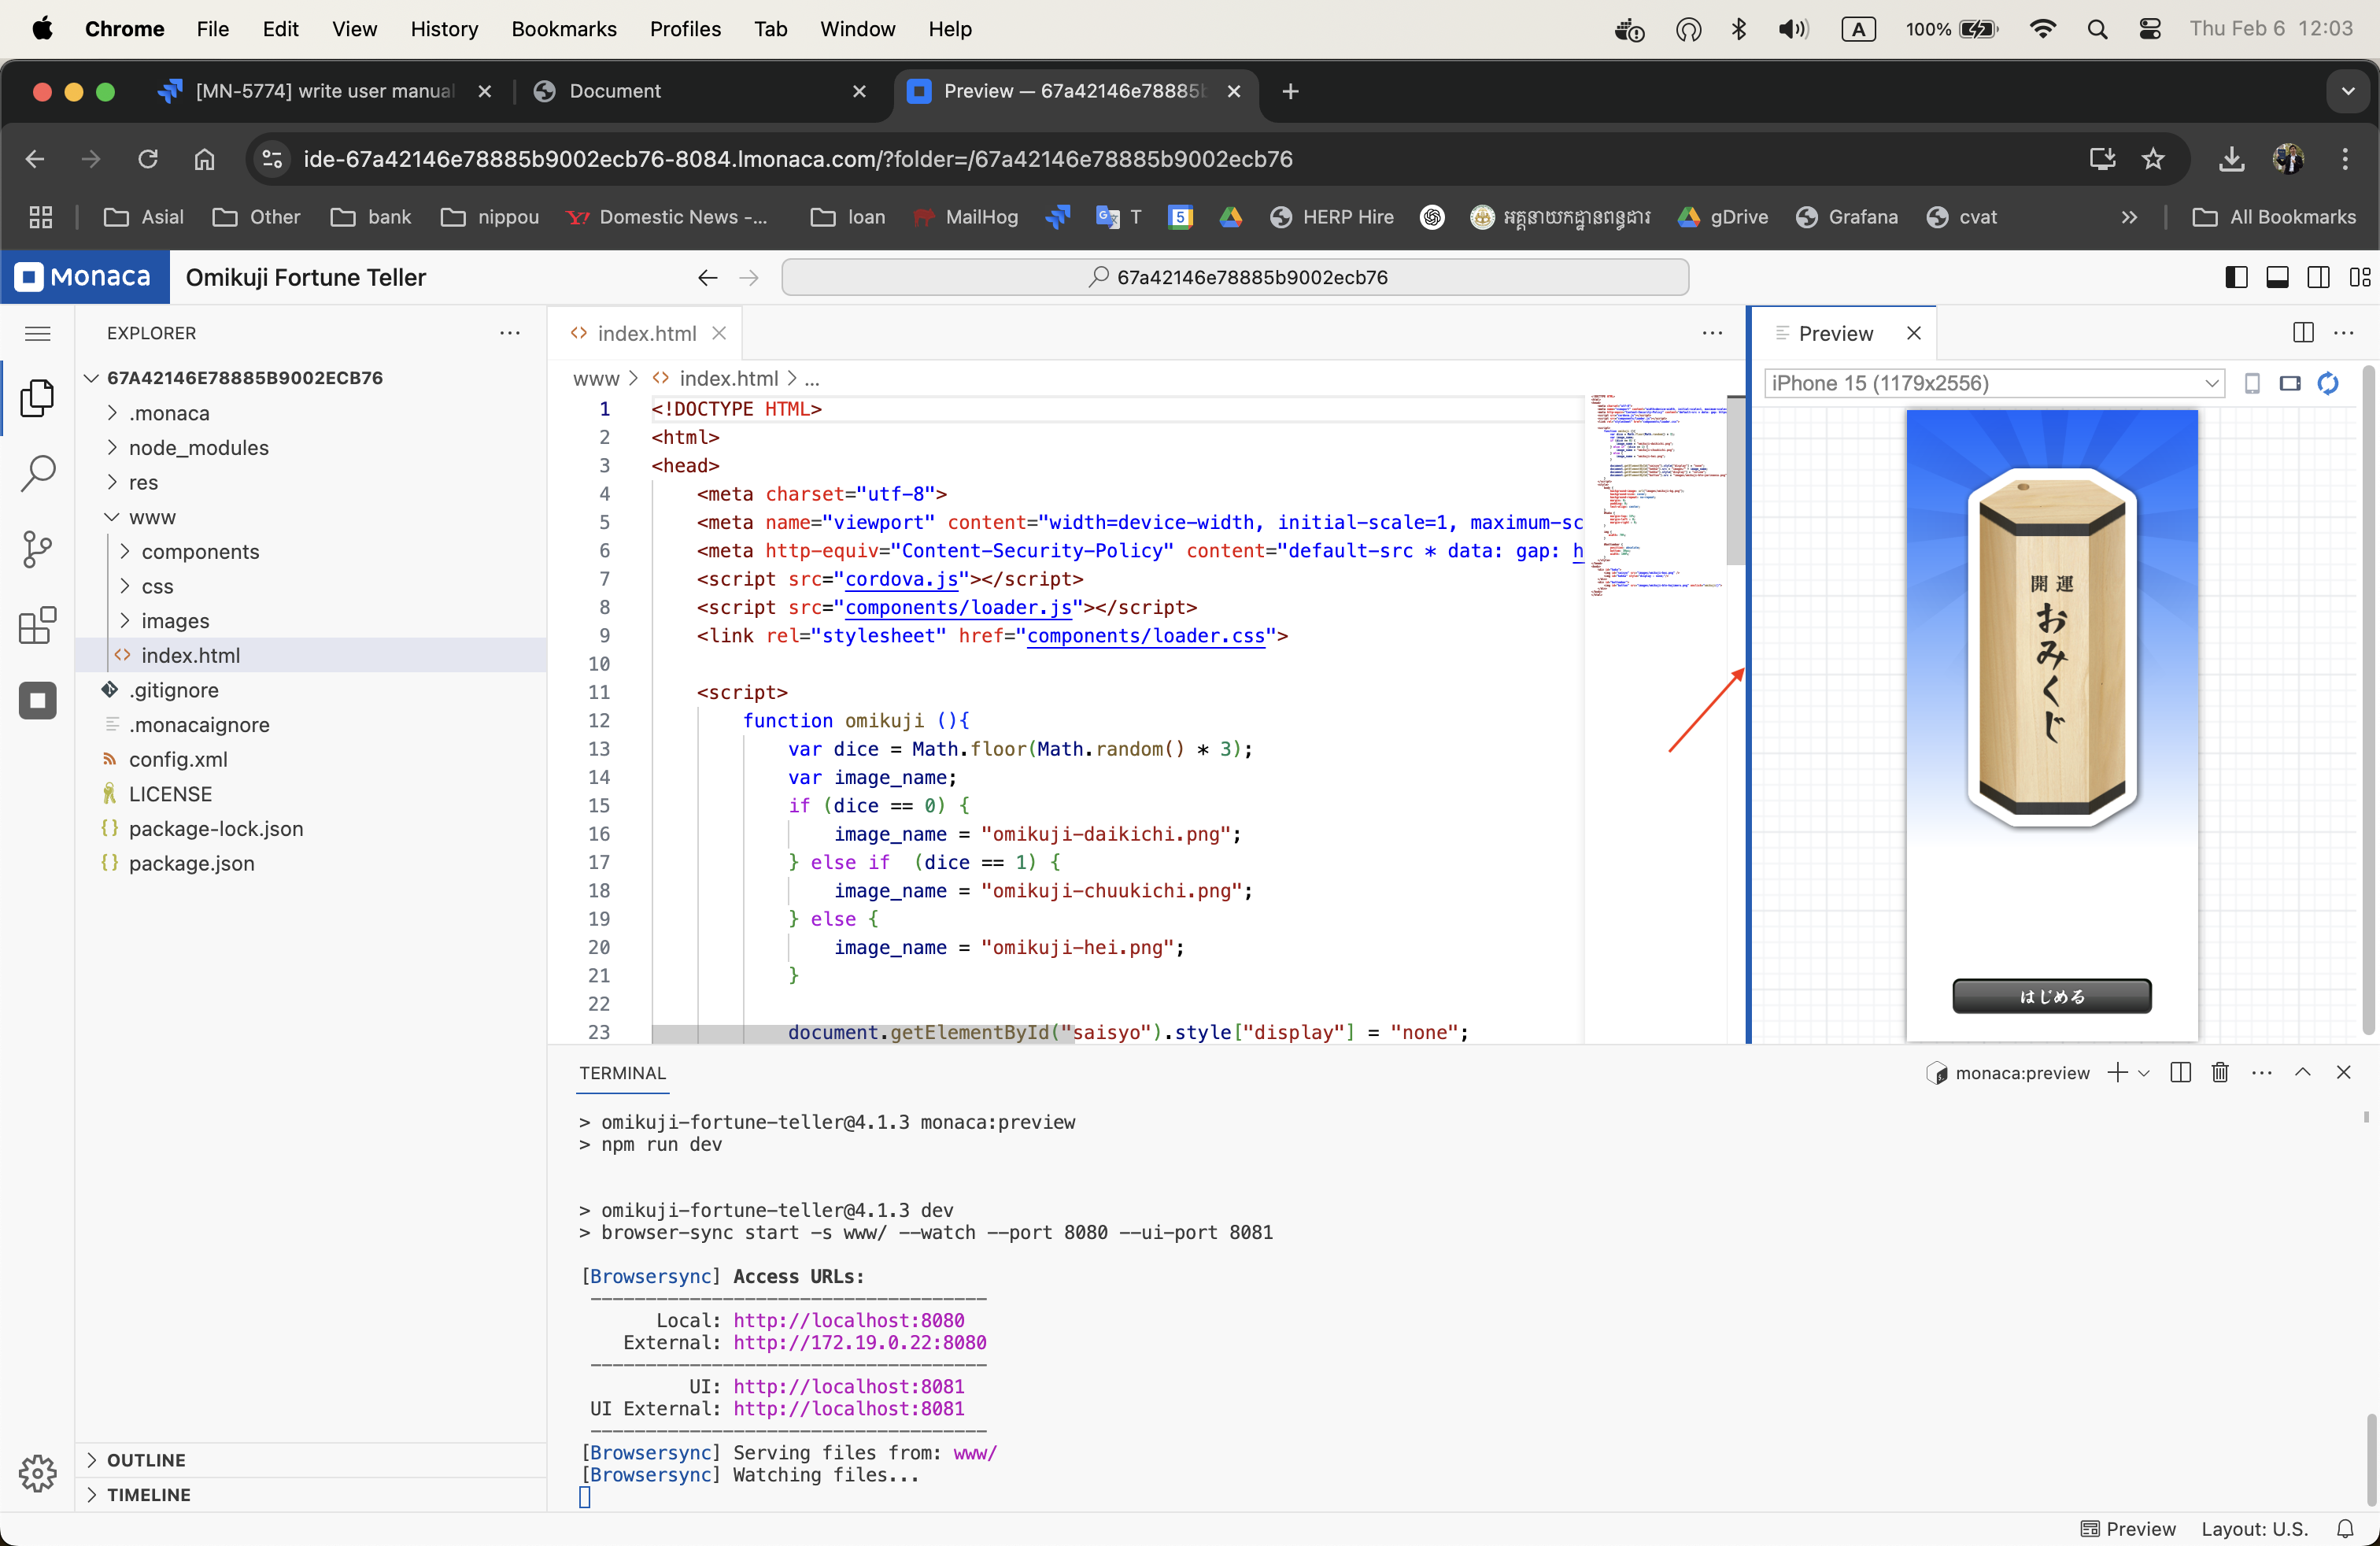 Chrome File Edit View History Bookmarks Profiles Tab Window Help A 100% Thu Feb 6 12:03
[MN-5774] write user manual Document Preview — 67a42146e78885b
ide-67a42146e78885b9002ecb76-8084.lmonaca.com/?folder=/67a42146e78885b9002ecb76
Asial Other bank nippou Domestic News -... loan MailHog T 5 HERP Hire អគ្គនាយកដ្ឋានពន្ធដារ gDrive Grafana cvat » All Bookmarks
Monaca Omikuji Fortune Teller 67a42146e78885b9002ecb76
EXPLORER
67A42146E78885B9002ECB76
.monaca
node_modules
res
www
components
css
images
index.html
.gitignore
.monacaignore
config.xml
LICENSE
package-lock.json
package.json
OUTLINE
TIMELINE
index.html
www > index.html > ...
1 <!DOCTYPE HTML>
2 <html>
3 <head>
4 <meta charset="utf-8">
5 <meta name="viewport" content="width=device-width, initial-scale=1, maximum-sc
6 <meta http-equiv="Content-Security-Policy" content="default-src * data: gap: h
7 <script src="cordova.js"></script>
8 <script src="components/loader.js"></script>
9 <link rel="stylesheet" href="components/loader.css">
10
11 <script>
12 function omikuji (){
13 var dice = Math.floor(Math.random() * 3);
14 var image_name;
15 if (dice == 0) {
16 image_name = "omikuji-daikichi.png";
17 } else if (dice == 1) {
18 image_name = "omikuji-chuukichi.png";
19 } else {
20 image_name = "omikuji-hei.png";
21 }
22
23 document.getElementById("saisyo").style["display"] = "none";
Preview
iPhone 15 (1179x2556)
開運
おみくじ
はじめる
TERMINAL
monaca:preview
> omikuji-fortune-teller@4.1.3 monaca:preview
> npm run dev
> omikuji-fortune-teller@4.1.3 dev
> browser-sync start -s www/ --watch --port 8080 --ui-port 8081
[Browsersync] Access URLs:
------------------------------------
Local: http://localhost:8080
External: http://172.19.0.22:8080
------------------------------------
UI: http://localhost:8081
UI External: http://localhost:8081
------------------------------------
[Browsersync] Serving files from: www/
[Browsersync] Watching files...
Preview Layout: U.S.